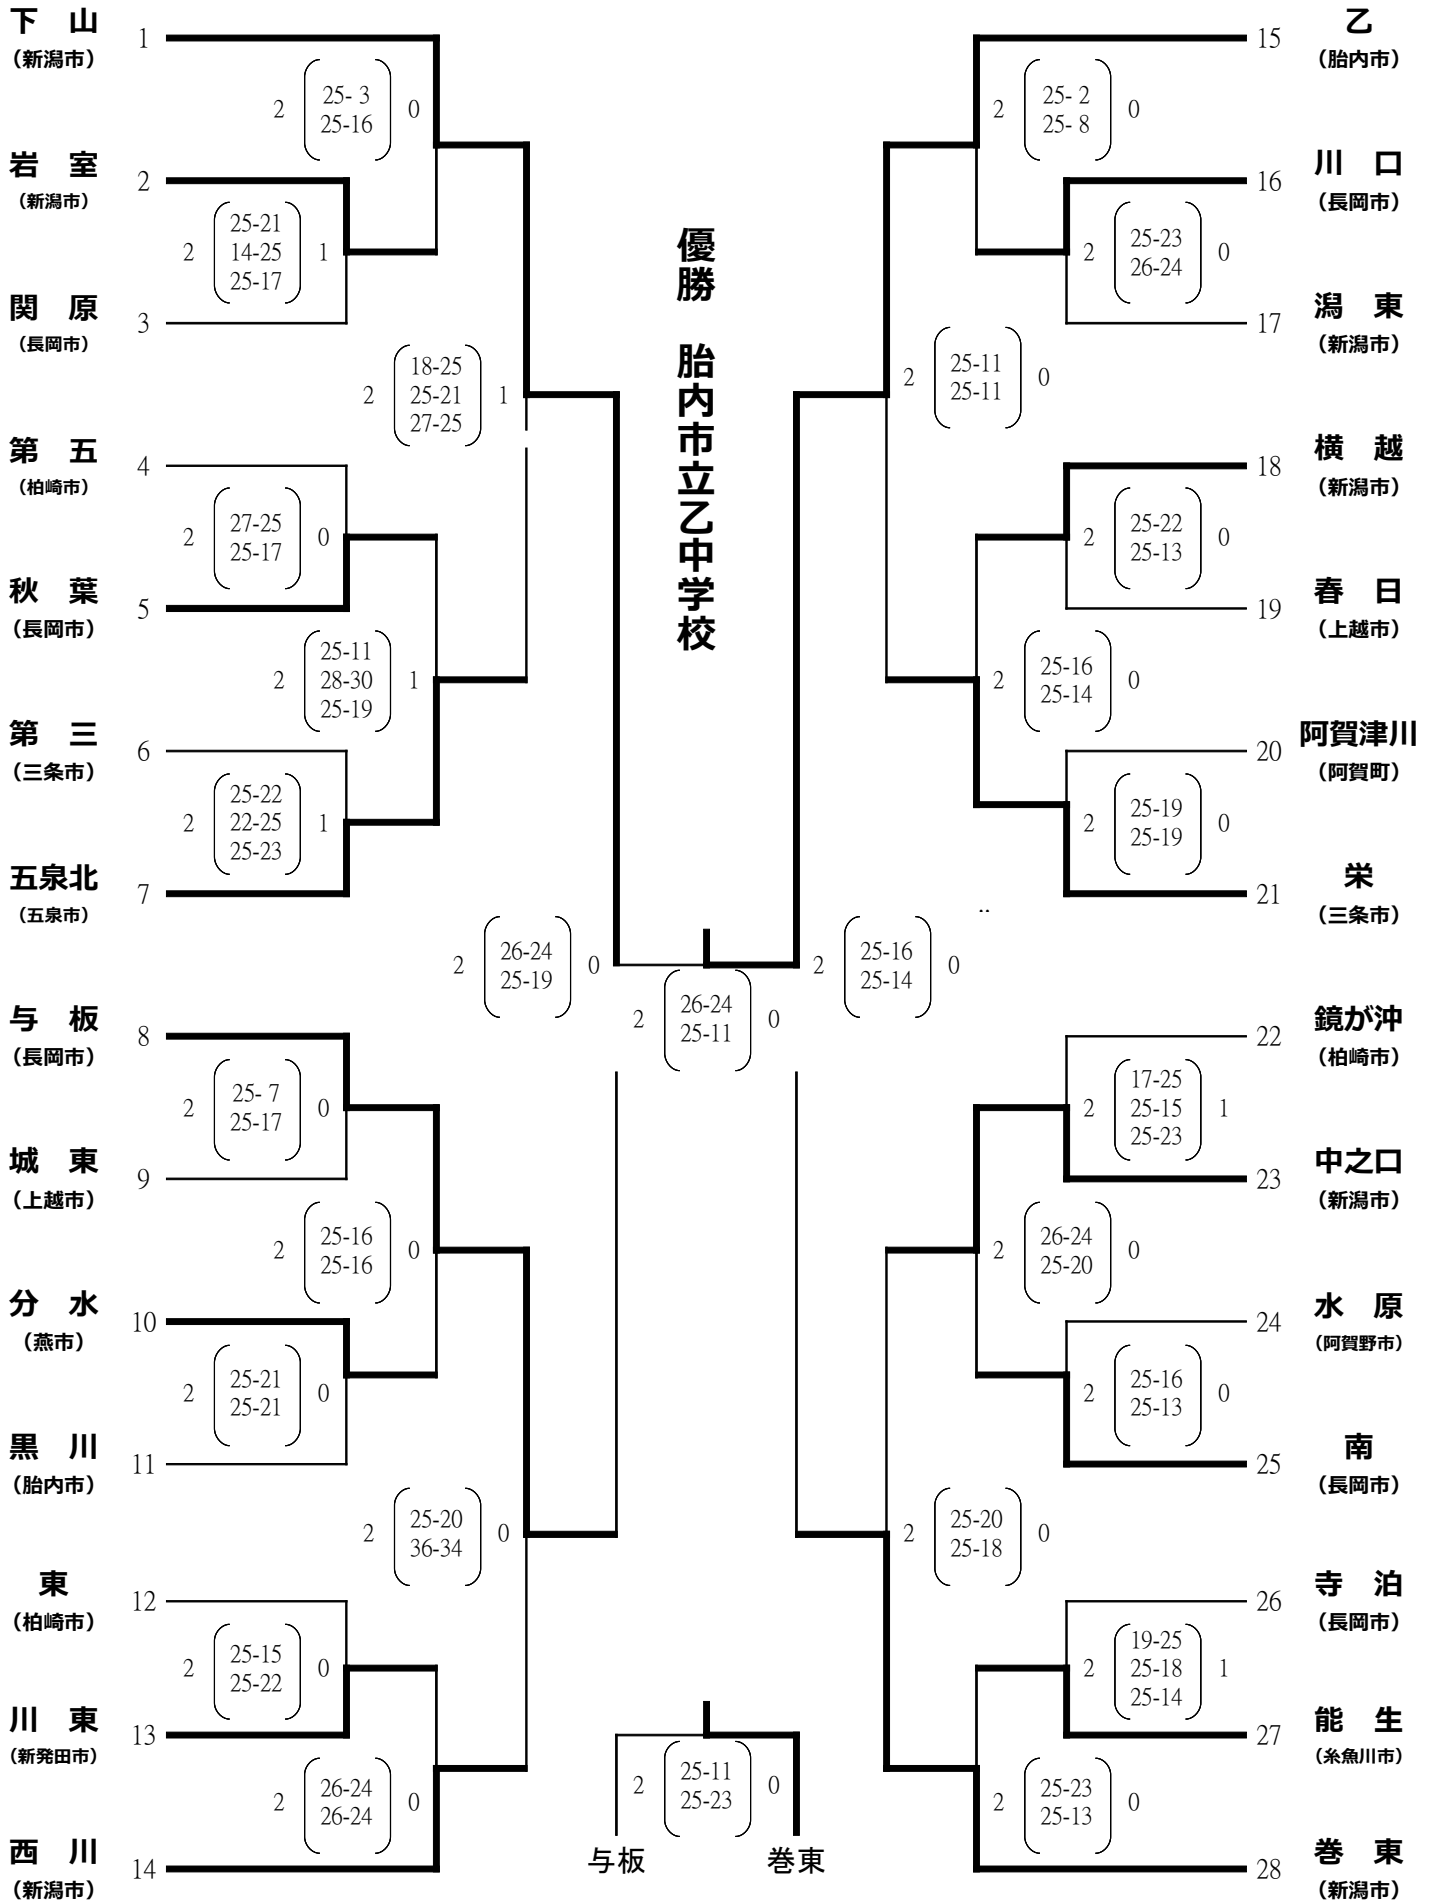 下　山
（新潟市）
1
2
25- 3
25-16
0
岩　室
（新潟市）
2
2
25-21
14-25
25-17
1
関　原
（長岡市）
3
2
18-25
25-21
27-25
1
第　五
（柏崎市）
4
2
27-25
25-17
0
秋　葉
（長岡市）
5
2
25-11
28-30
25-19
1
第　三
（三条市）
6
2
25-22
22-25
25-23
1
五泉北
（五泉市）
7
2
26-24
25-19
0
与　板
（長岡市）
8
2
25- 7
25-17
0
城　東
（上越市）
9
2
25-16
25-16
0
分　水
（燕市）
10
2
25-21
25-21
0
黒　川
（胎内市）
11
2
25-20
36-34
0
東
（柏崎市）
12
2
25-15
25-22
0
川　東
（新発田市）
13
2
26-24
26-24
0
西　川
（新潟市）
14
優勝　胎内市立乙中学校
2
26-24
25-11
0
2
25-11
25-23
0
与板
巻東
乙
（胎内市）
15
2
25- 2
25- 8
0
川　口
（長岡市）
16
2
25-23
26-24
0
潟　東
（新潟市）
17
2
25-11
25-11
0
横　越
（新潟市）
18
2
25-22
25-13
0
春　日
（上越市）
19
2
25-16
25-14
0
阿賀津川
（阿賀町）
20
2
25-19
25-19
0
栄
（三条市）
21
..
2
25-16
25-14
0
鏡が沖
（柏崎市）
22
2
17-25
25-15
25-23
1
中之口
（新潟市）
23
2
26-24
25-20
0
水　原
（阿賀野市）
24
2
25-16
25-13
0
南
（長岡市）
25
2
25-20
25-18
0
寺　泊
（長岡市）
26
2
19-25
25-18
25-14
1
能　生
（糸魚川市）
27
2
25-23
25-13
0
巻　東
（新潟市）
28